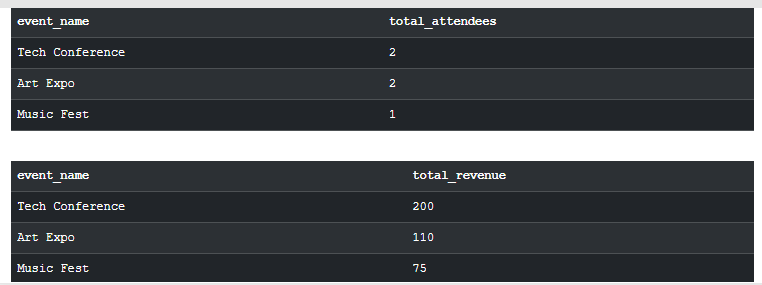 event_name total_attendees
Tech Conference 2
Art Expo 2
Music Fest 1
event_name total_revenue
Tech Conference 200
Art Expo 110
Music Fest 75